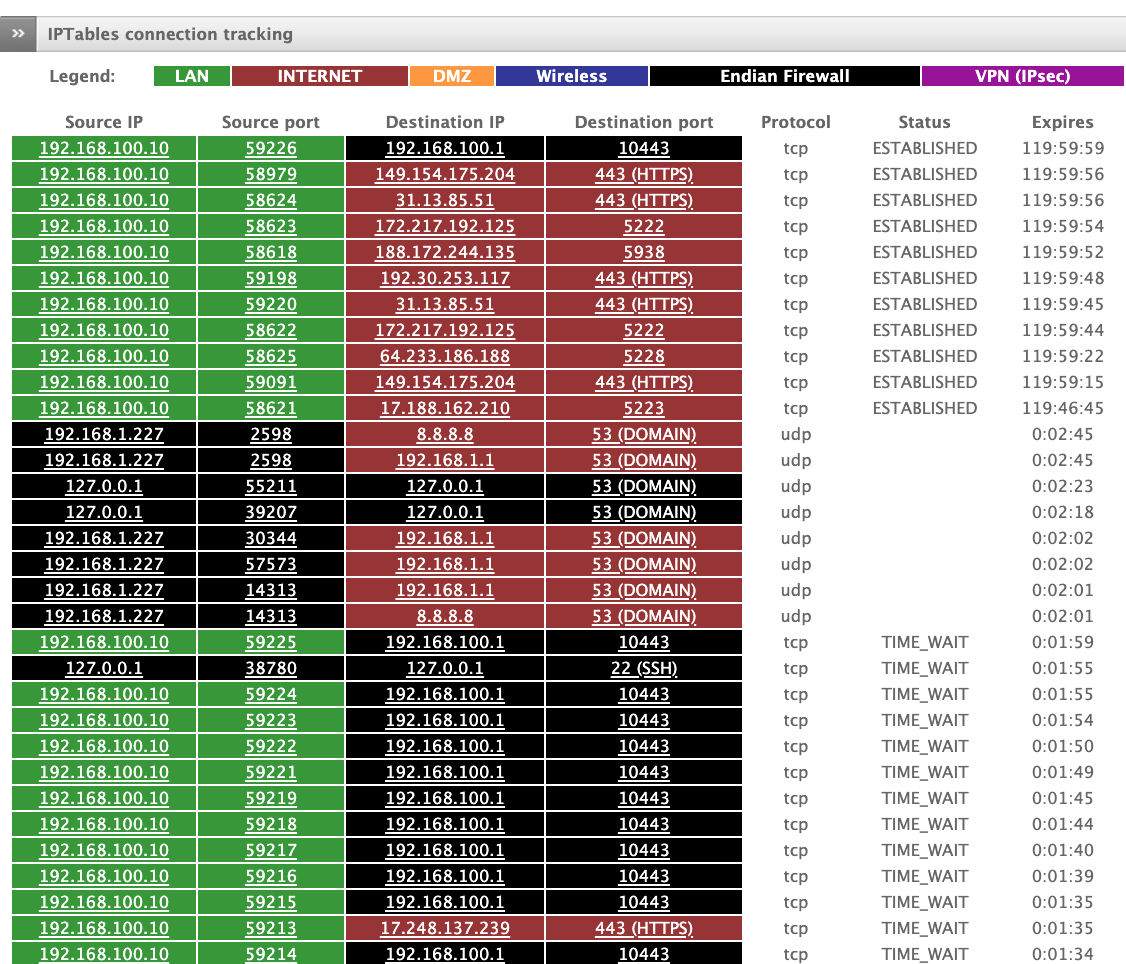 » IPTables connection tracking
Legend: LAN INTERNET DMZ Wireless Endian Firewall VPN (IPsec)
Source IP Source port Destination IP Destination port Protocol Status Expires
192.168.100.10 59226 192.168.100.1 10443 tcp ESTABLISHED 119:59:59
192.168.100.10 58979 149.154.175.204 443 (HTTPS) tcp ESTABLISHED 119:59:56
192.168.100.10 58624 31.13.85.51 443 (HTTPS) tcp ESTABLISHED 119:59:56
192.168.100.10 58623 172.217.192.125 5222 tcp ESTABLISHED 119:59:54
192.168.100.10 58618 188.172.244.135 5938 tcp ESTABLISHED 119:59:52
192.168.100.10 59198 192.30.253.117 443 (HTTPS) tcp ESTABLISHED 119:59:48
192.168.100.10 59220 31.13.85.51 443 (HTTPS) tcp ESTABLISHED 119:59:45
192.168.100.10 58622 172.217.192.125 5222 tcp ESTABLISHED 119:59:44
192.168.100.10 58625 64.233.186.188 5228 tcp ESTABLISHED 119:59:22
192.168.100.10 59091 149.154.175.204 443 (HTTPS) tcp ESTABLISHED 119:59:15
192.168.100.10 58621 17.188.162.210 5223 tcp ESTABLISHED 119:46:45
192.168.1.227 2598 8.8.8.8 53 (DOMAIN) udp 0:02:45
192.168.1.227 2598 192.168.1.1 53 (DOMAIN) udp 0:02:45
127.0.0.1 55211 127.0.0.1 53 (DOMAIN) udp 0:02:23
127.0.0.1 39207 127.0.0.1 53 (DOMAIN) udp 0:02:18
192.168.1.227 30344 192.168.1.1 53 (DOMAIN) udp 0:02:02
192.168.1.227 57573 192.168.1.1 53 (DOMAIN) udp 0:02:02
192.168.1.227 14313 192.168.1.1 53 (DOMAIN) udp 0:02:01
192.168.1.227 14313 8.8.8.8 53 (DOMAIN) udp 0:02:01
192.168.100.10 59225 192.168.100.1 10443 tcp TIME_WAIT 0:01:59
127.0.0.1 38780 127.0.0.1 22 (SSH) tcp TIME_WAIT 0:01:55
192.168.100.10 59224 192.168.100.1 10443 tcp TIME_WAIT 0:01:55
192.168.100.10 59223 192.168.100.1 10443 tcp TIME_WAIT 0:01:54
192.168.100.10 59222 192.168.100.1 10443 tcp TIME_WAIT 0:01:50
192.168.100.10 59221 192.168.100.1 10443 tcp TIME_WAIT 0:01:49
192.168.100.10 59219 192.168.100.1 10443 tcp TIME_WAIT 0:01:45
192.168.100.10 59218 192.168.100.1 10443 tcp TIME_WAIT 0:01:44
192.168.100.10 59217 192.168.100.1 10443 tcp TIME_WAIT 0:01:40
192.168.100.10 59216 192.168.100.1 10443 tcp TIME_WAIT 0:01:39
192.168.100.10 59215 192.168.100.1 10443 tcp TIME_WAIT 0:01:35
192.168.100.10 59213 17.248.137.239 443 (HTTPS) tcp TIME_WAIT 0:01:35
192.168.100.10 59214 192.168.100.1 10443 tcp TIME_WAIT 0:01:34